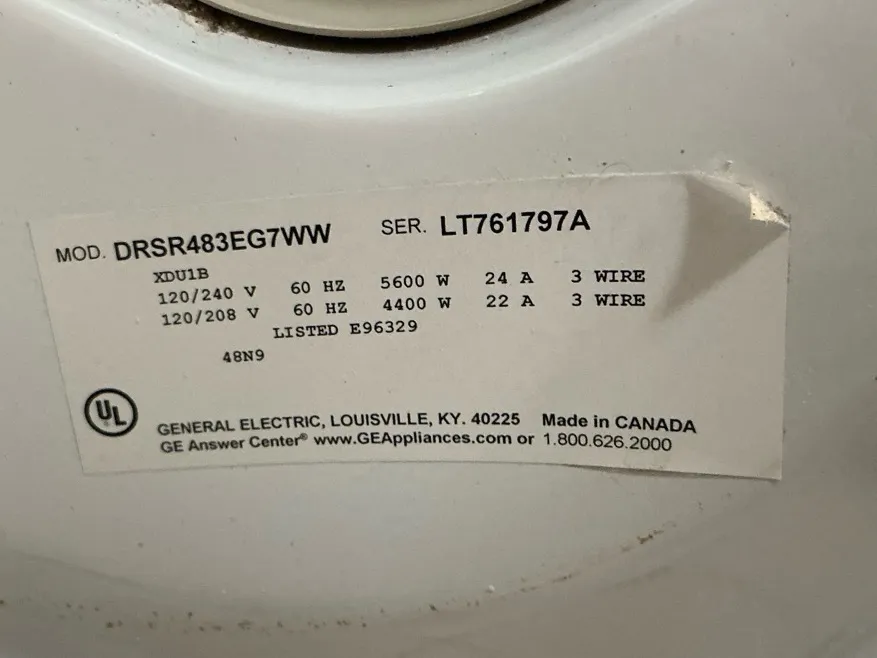 MOD. DRSR483EG7WW SER. LT761797A
XDU1B
120/240 V 60 HZ 5600 W 24 A 3 WIRE
120/208 V 60 HZ 4400 W 22 A 3 WIRE
LISTED E96329
48N9
UL
GENERAL ELECTRIC, LOUISVILLE, KY. 40225 Made in CANADA
GE Answer Center® www.GEAppliances.com or 1.800.626.2000